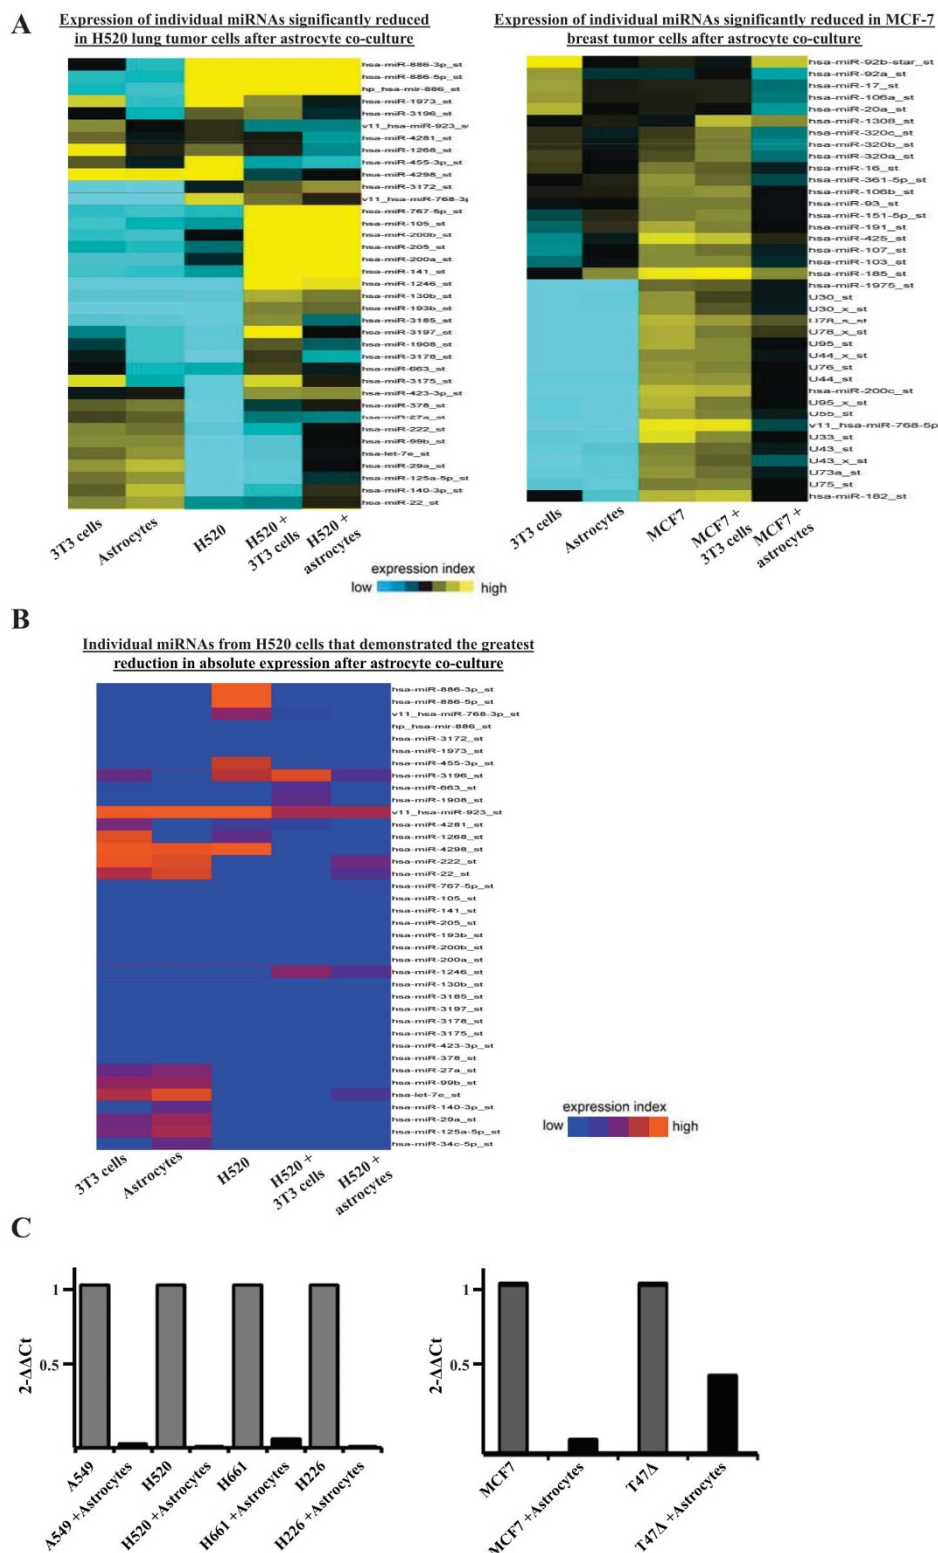 A
Expression of individual miRNAs significantly reduced
in H520 lung tumor cells after astrocyte co-culture
hsa-miR-886-3p_st
hsa-miR-886-5p_st
hp_hsa-mir-886_st
hsa-miR-1973_st
hsa-miR-3196_st
v11_hsa-miR-923_s
hsa-miR-4281_st
hsa-miR-1268_st
hsa-miR-455-3p_st
hsa-miR-4298_st
hsa-miR-3172_st
v11_hsa-miR-768-3
hsa-miR-767-5p_st
hsa-miR-105_st
hsa-miR-200b_st
hsa-miR-205_st
hsa-miR-200a_st
hsa-miR-141_st
hsa-miR-1246_st
hsa-miR-130b_st
hsa-miR-193b_st
hsa-miR-3185_st
hsa-miR-3197_st
hsa-miR-1908_st
hsa-miR-3178_st
hsa-miR-663_st
hsa-miR-3175_st
hsa-miR-423-3p_st
hsa-miR-378_st
hsa-miR-27a_st
hsa-miR-222_st
hsa-miR-99b_st
hsa-let-7e_st
hsa-miR-29a_st
hsa-miR-125a-5p_st
hsa-miR-140-3p_st
hsa-miR-22_st
3T3 cells
Astrocytes
H520
H520 +
3T3 cells
H520 +
astrocytes
Expression of individual miRNAs significantly reduced in MCF-7
breast tumor cells after astrocyte co-culture
hsa-miR-92b-star_st
hsa-miR-92a_st
hsa-miR-17_st
hsa-miR-106a_st
hsa-miR-20a_st
hsa-miR-1308_st
hsa-miR-320c_st
hsa-miR-320b_st
hsa-miR-320a_st
hsa-miR-16_st
hsa-miR-361-5p_st
hsa-miR-106b_st
hsa-miR-93_st
hsa-miR-151-5p_st
hsa-miR-191_st
hsa-miR-425_st
hsa-miR-107_st
hsa-miR-103_st
hsa-miR-185_st
hsa-miR-1975_st
U30_st
U30_x_st
U78_s_st
U78_x_st
U95_st
U44_x_st
U76_st
U44_st
hsa-miR-200c_st
U95_x_st
U55_st
v11_hsa-miR-768-5p
U33_st
U43_st
U43_x_st
U73a_st
U75_st
hsa-miR-182_st
3T3 cells
Astrocytes
MCF7
MCF7 +
3T3 cells
MCF7 +
astrocytes
expression index
low
high
B
Individual miRNAs from H520 cells that demonstrated the greatest
reduction in absolute expression after astrocyte co-culture
hsa-miR-886-3p_st
hsa-miR-886-5p_st
v11_hsa-miR-768-3p_st
hp_hsa-mir-886_st
hsa-miR-3172_st
hsa-miR-1973_st
hsa-miR-455-3p_st
hsa-miR-3196_st
hsa-miR-663_st
hsa-miR-1908_st
v11_hsa-miR-923_st
hsa-miR-4281_st
hsa-miR-1268_st
hsa-miR-4298_st
hsa-miR-222_st
hsa-miR-22_st
hsa-miR-767-5p_st
hsa-miR-105_st
hsa-miR-141_st
hsa-miR-205_st
hsa-miR-193b_st
hsa-miR-200b_st
hsa-miR-200a_st
hsa-miR-1246_st
hsa-miR-130b_st
hsa-miR-3185_st
hsa-miR-3197_st
hsa-miR-3178_st
hsa-miR-3175_st
hsa-miR-423-3p_st
hsa-miR-378_st
hsa-miR-27a_st
hsa-miR-99b_st
hsa-let-7e_st
hsa-miR-140-3p_st
hsa-miR-29a_st
hsa-miR-125a-5p_st
hsa-miR-34c-5p_st
3T3 cells
Astrocytes
H520
H520 +
3T3 cells
H520 +
astrocytes
expression index
low
high
C
2-ΔΔCt
1
0.5
A549
A549 +Astrocytes
H520
H520 +Astrocytes
H661
H661 +Astrocytes
H226
H226 +Astrocytes
2-ΔΔCt
1
0.5
MCF7
MCF7 +Astrocytes
T47Δ
T47Δ +Astrocytes